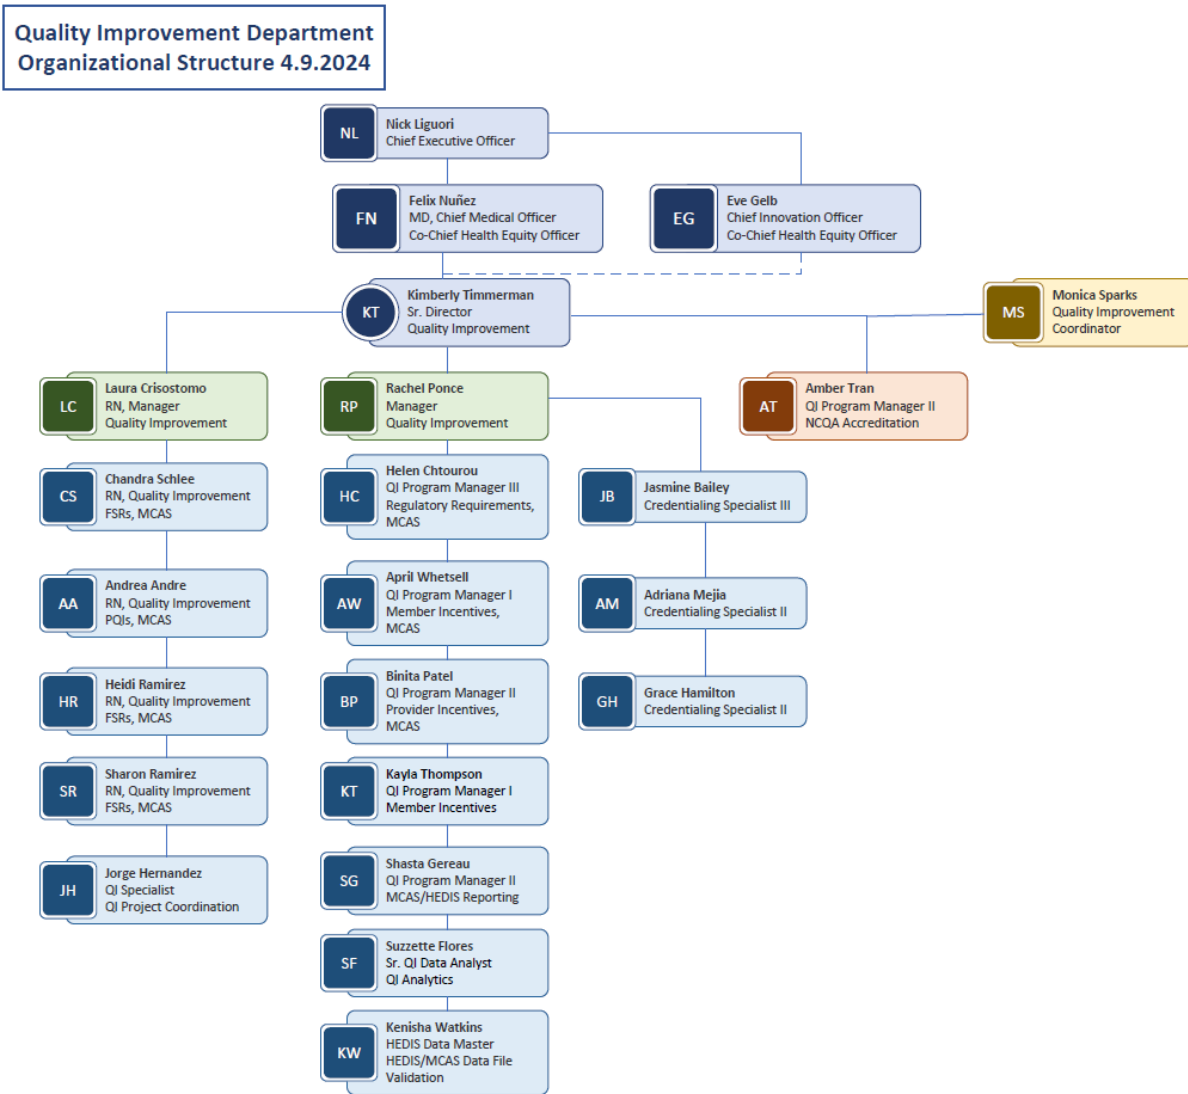 Quality Improvement Department
Organizational Structure 4.9.2024
NL
Nick Liguori
Chief Executive Officer
FN
Felix Nuñez
MD, Chief Medical Officer
Co-Chief Health Equity Officer
EG
Eve Gelb
Chief Innovation Officer
Co-Chief Health Equity Officer
KT
Kimberly Timmerman
Sr. Director
Quality Improvement
MS
Monica Sparks
Quality Improvement
Coordinator
LC
Laura Crisostomo
RN, Manager
Quality Improvement
RP
Rachel Ponce
Manager
Quality Improvement
AT
Amber Tran
QI Program Manager II
NCQA Accreditation
CS
Chandra Schlee
RN, Quality Improvement
FSRs, MCAS
HC
Helen Chtourou
QI Program Manager III
Regulatory Requirements,
MCAS
JB
Jasmine Bailey
Credentialing Specialist III
AA
Andrea Andre
RN, Quality Improvement
PQIs, MCAS
AW
April Whetsell
QI Program Manager I
Member Incentives,
MCAS
AM
Adriana Mejia
Credentialing Specialist II
HR
Heidi Ramirez
RN, Quality Improvement
FSRs, MCAS
BP
Binita Patel
QI Program Manager II
Provider Incentives,
MCAS
GH
Grace Hamilton
Credentialing Specialist II
SR
Sharon Ramirez
RN, Quality Improvement
FSRs, MCAS
KT
Kayla Thompson
QI Program Manager I
Member Incentives
JH
Jorge Hernandez
QI Specialist
QI Project Coordination
SG
Shasta Gereau
QI Program Manager II
MCAS/HEDIS Reporting
SF
Suzzette Flores
Sr. QI Data Analyst
QI Analytics
KW
Kenisha Watkins
HEDIS Data Master
HEDIS/MCAS Data File
Validation